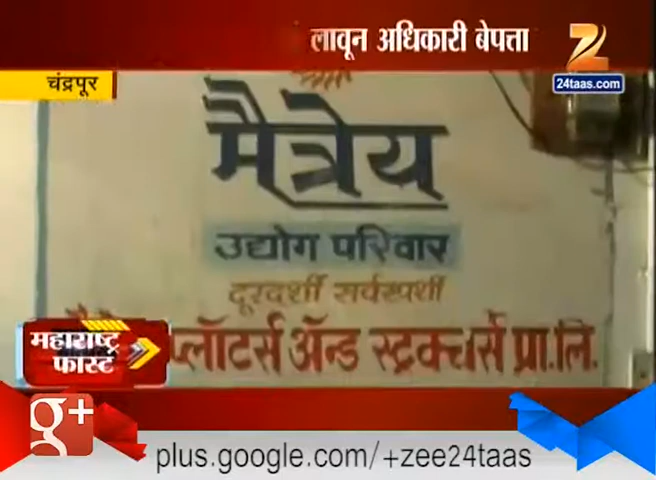 लावून अधिकारी बेपत्ता
24taas.com
चंद्रपूर
मैत्रेय
उद्योग परिवार
दूरदर्शी सर्वस्पर्शी
प्लॉटर्स ॲन्ड स्ट्रक्चर्स प्रा.लि.
महाराष्ट्र
फास्ट
g+
plus.google.com/+zee24taas